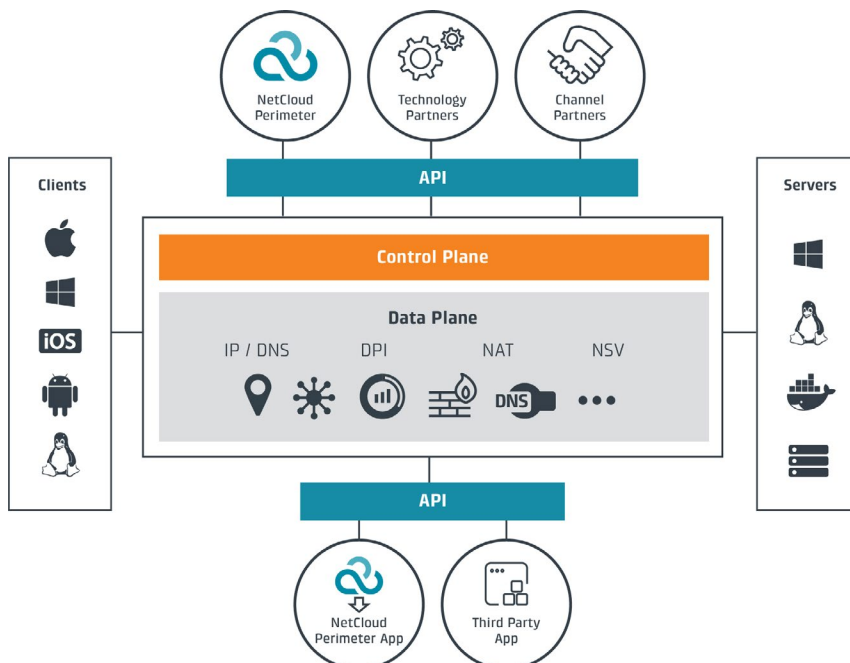 NetCloud
Perimeter
Technology
Partners
Channel
Partners
API
Clients
iOS
Servers
Control Plane
Data Plane
IP / DNS
DPI
NAT
NSV
DNS
API
NetCloud
Perimeter App
Third Party
App